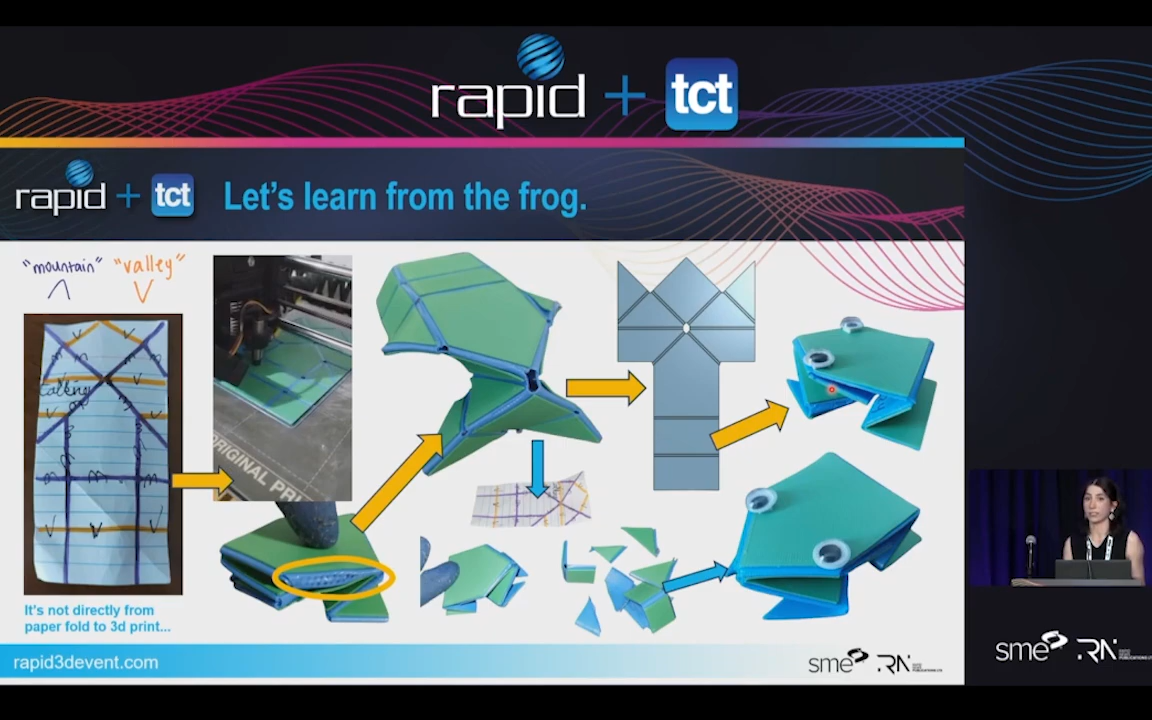 rapid + tct
rapid + tct
Let's learn from the frog.
"mountain" "valley"
ORIGINAL PRU
It's not directly from
paper fold to 3d print...
rapid3devent.com
sme
sme